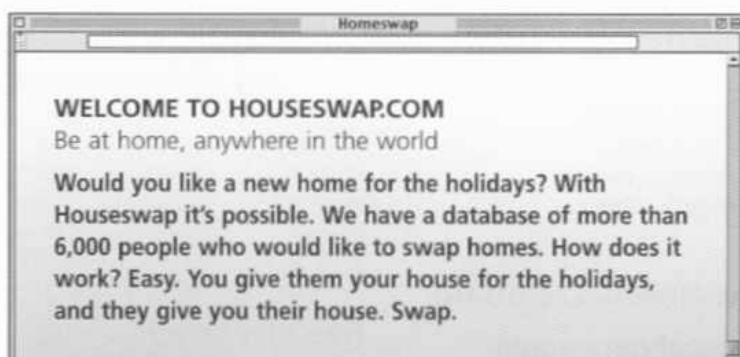 Homeswap
WELCOME TO HOUSESWAP.COM
Be at home, anywhere in the world
Would you like a new home for the holidays? With
Houseswap it's possible. We have a database of more than
6,000 people who would like to swap homes. How does it
work? Easy. You give them your house for the holidays,
and they give you their house. Swap.